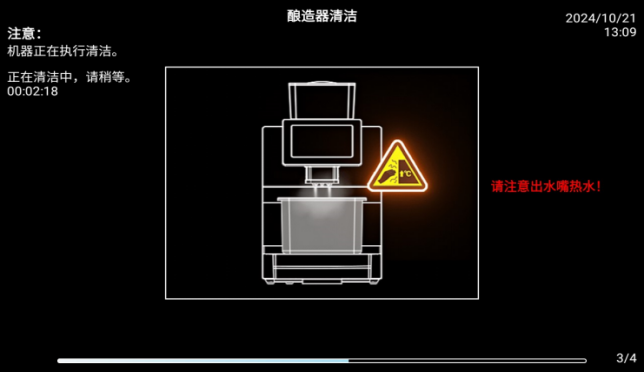 酿造器清洁
2024/10/21
13:09
注意：
机器正在执行清洁。
正在清洁中，请稍等。
00:02:18
℃
请注意出水嘴热水！
3/4